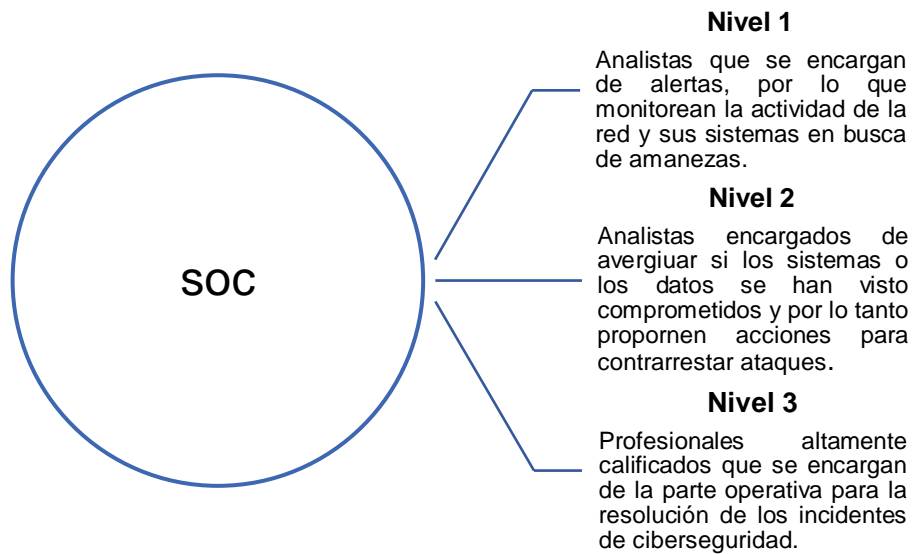 SOC
Nivel 1
Analistas que se encargan
de alertas, por lo que
monitorean la actividad de la
red y sus sistemas en busca
de amanezas.
Nivel 2
Analistas encargados de
avergiuar si los sistemas o
los datos se han visto
comprometidos y por lo tanto
propornen acciones para
contrarrestar ataques.
Nivel 3
Profesionales altamente
calificados que se encargan
de la parte operativa para la
resolución de los incidentes
de ciberseguridad.